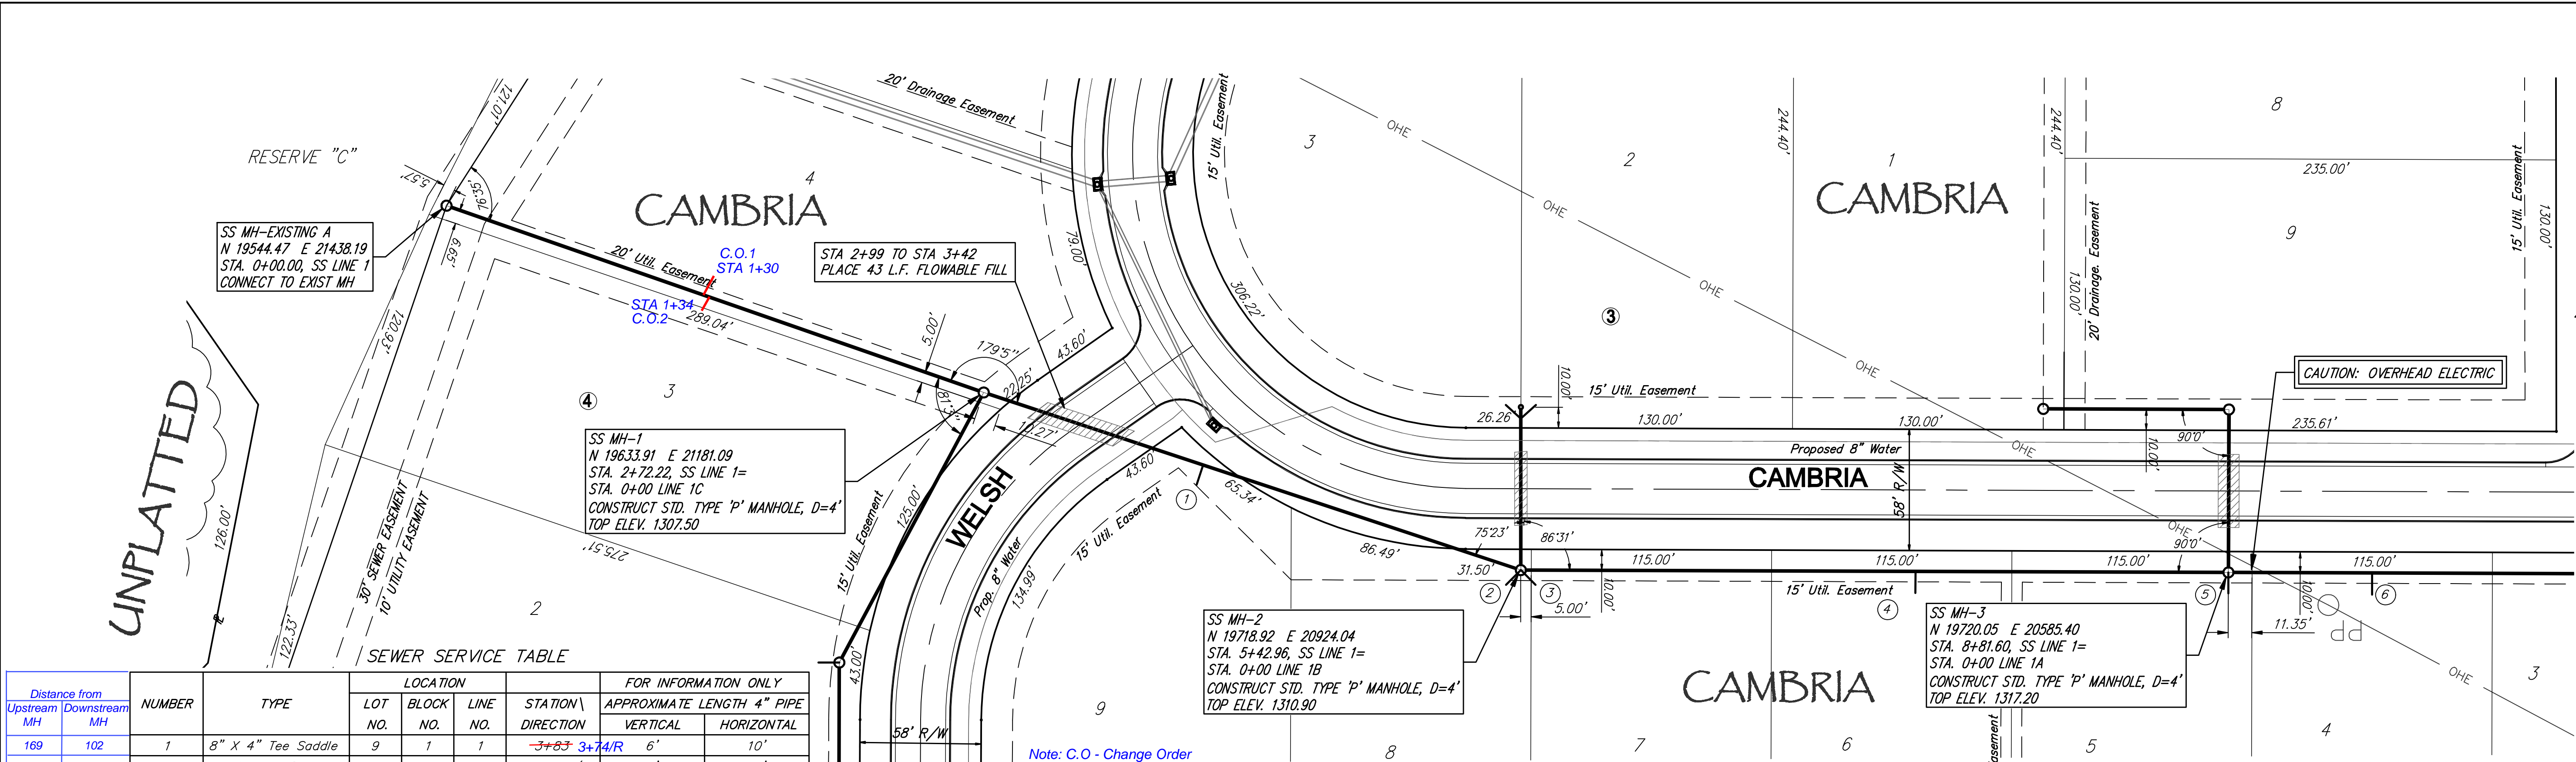 20' Drainage Easement
121.01'
RESERVE "C"
5.57'
76°35'
6.65'
4
CAMBRIA
SS MH-EXISTING A
N 19544.47 E 21438.19
STA. 0+00.00, SS LINE 1
CONNECT TO EXIST MH
20' Util. Easement
C.O.1
STA 1+30
STA 1+34
C.O.2
289.04'
STA 2+99 TO STA 3+42
PLACE 43 L.F. FLOWABLE FILL
79.00'
5.00'
179°5"
43.60'
22.25'
120.93'
UNPLATTED
126.00'
4
3
SS MH-1
N 19633.91 E 21181.09
STA. 2+72.22, SS LINE 1=
STA. 0+00 LINE 1C
CONSTRUCT STD. TYPE 'P' MANHOLE, D=4'
TOP ELEV. 1307.50
275.51'
30' SEWER EASEMENT
10' UTILITY EASEMENT
122.33'
2
15' Util. Easement
125.00'
43.00'
WELSH
Prop. 8" Water
134.99'
15' Util. Easement
43.60'
1
65.34'
58' R/W
9
15' Util. Easement
3
2
1
8
OHE
OHE
OHE
OHE
OHE
OHE
OHE
244.40'
244.40'
235.00'
CAMBRIA
9
15' Util. Easement
130.00'
130.00'
20' Drainage. Easement
306.22'
3
CAUTION: OVERHEAD ELECTRIC
10.00'
15' Util. Easement
26.26
130.00'
130.00'
235.61'
Proposed 8" Water
CAMBRIA
58' R/W
10.00'
90°0'
90°0'
75°23'
86°31'
86.49'
31.50'
115.00'
115.00'
115.00'
115.00'
2
3
5.00'
10.00'
15' Util. Easement
4
5
6
10.00'
11.35'
PP
SS MH-2
N 19718.92 E 20924.04
STA. 5+42.96, SS LINE 1=
STA. 0+00 LINE 1B
CONSTRUCT STD. TYPE 'P' MANHOLE, D=4'
TOP ELEV. 1310.90
SS MH-3
N 19720.05 E 20585.40
STA. 8+81.60, SS LINE 1=
STA. 0+00 LINE 1A
CONSTRUCT STD. TYPE 'P' MANHOLE, D=4'
TOP ELEV. 1317.20
CAMBRIA
8
7
6
5
4
3
SEWER SERVICE TABLE
Distance from
Upstream MH
Downstream MH
NUMBER
TYPE
LOCATION
LOT NO.
BLOCK NO.
LINE NO.
STATION\
DIRECTION
FOR INFORMATION ONLY
APPROXIMATE LENGTH 4" PIPE
VERTICAL
HORIZONTAL
169 102 1 8" X 4" Tee Saddle 9 1 1 3+83 3+74/R 6' 10'
Note: C.O - Change Order